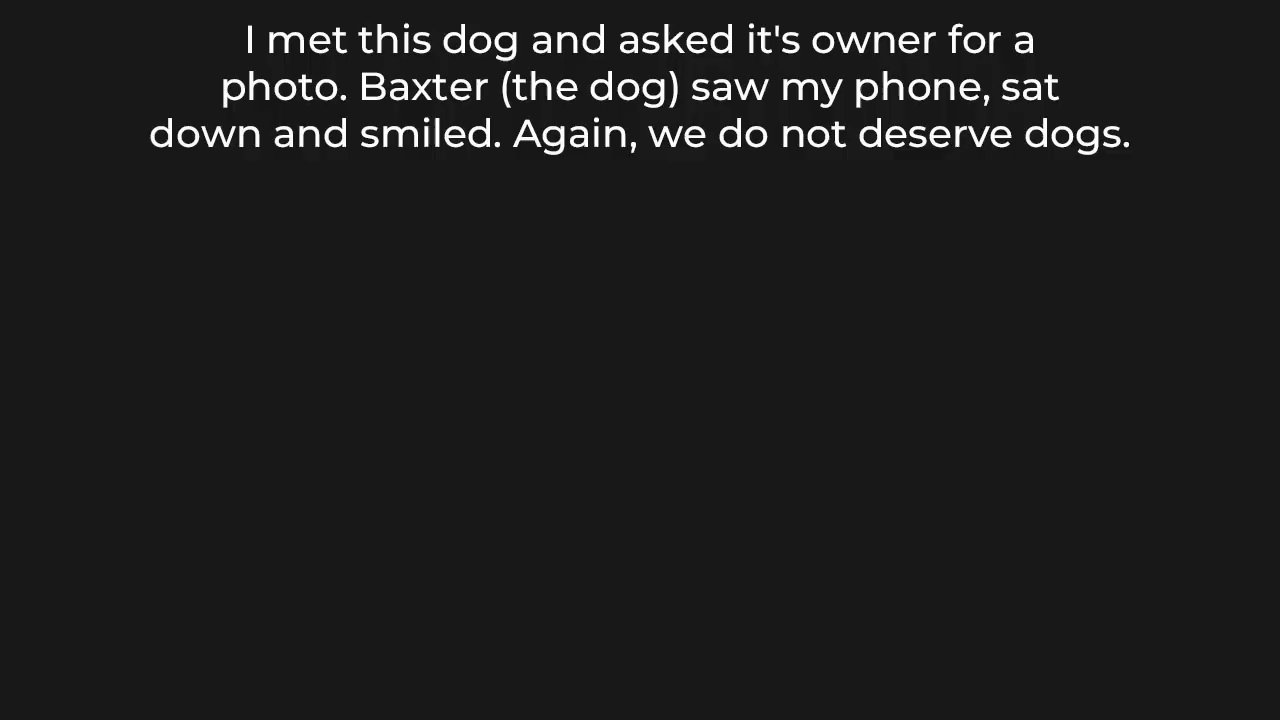 I met this dog and asked it's owner for a
photo. Baxter (the dog) saw my phone, sat
down and smiled. Again, we do not deserve dogs.